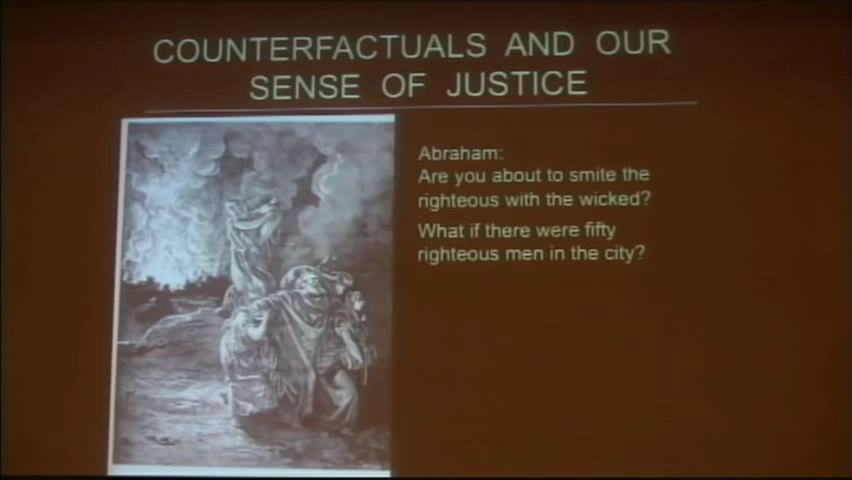 COUNTERFACTUALS AND OUR
SENSE OF JUSTICE
Abraham:
Are you about to smite the
righteous with the wicked?
What if there were fifty
righteous men in the city?